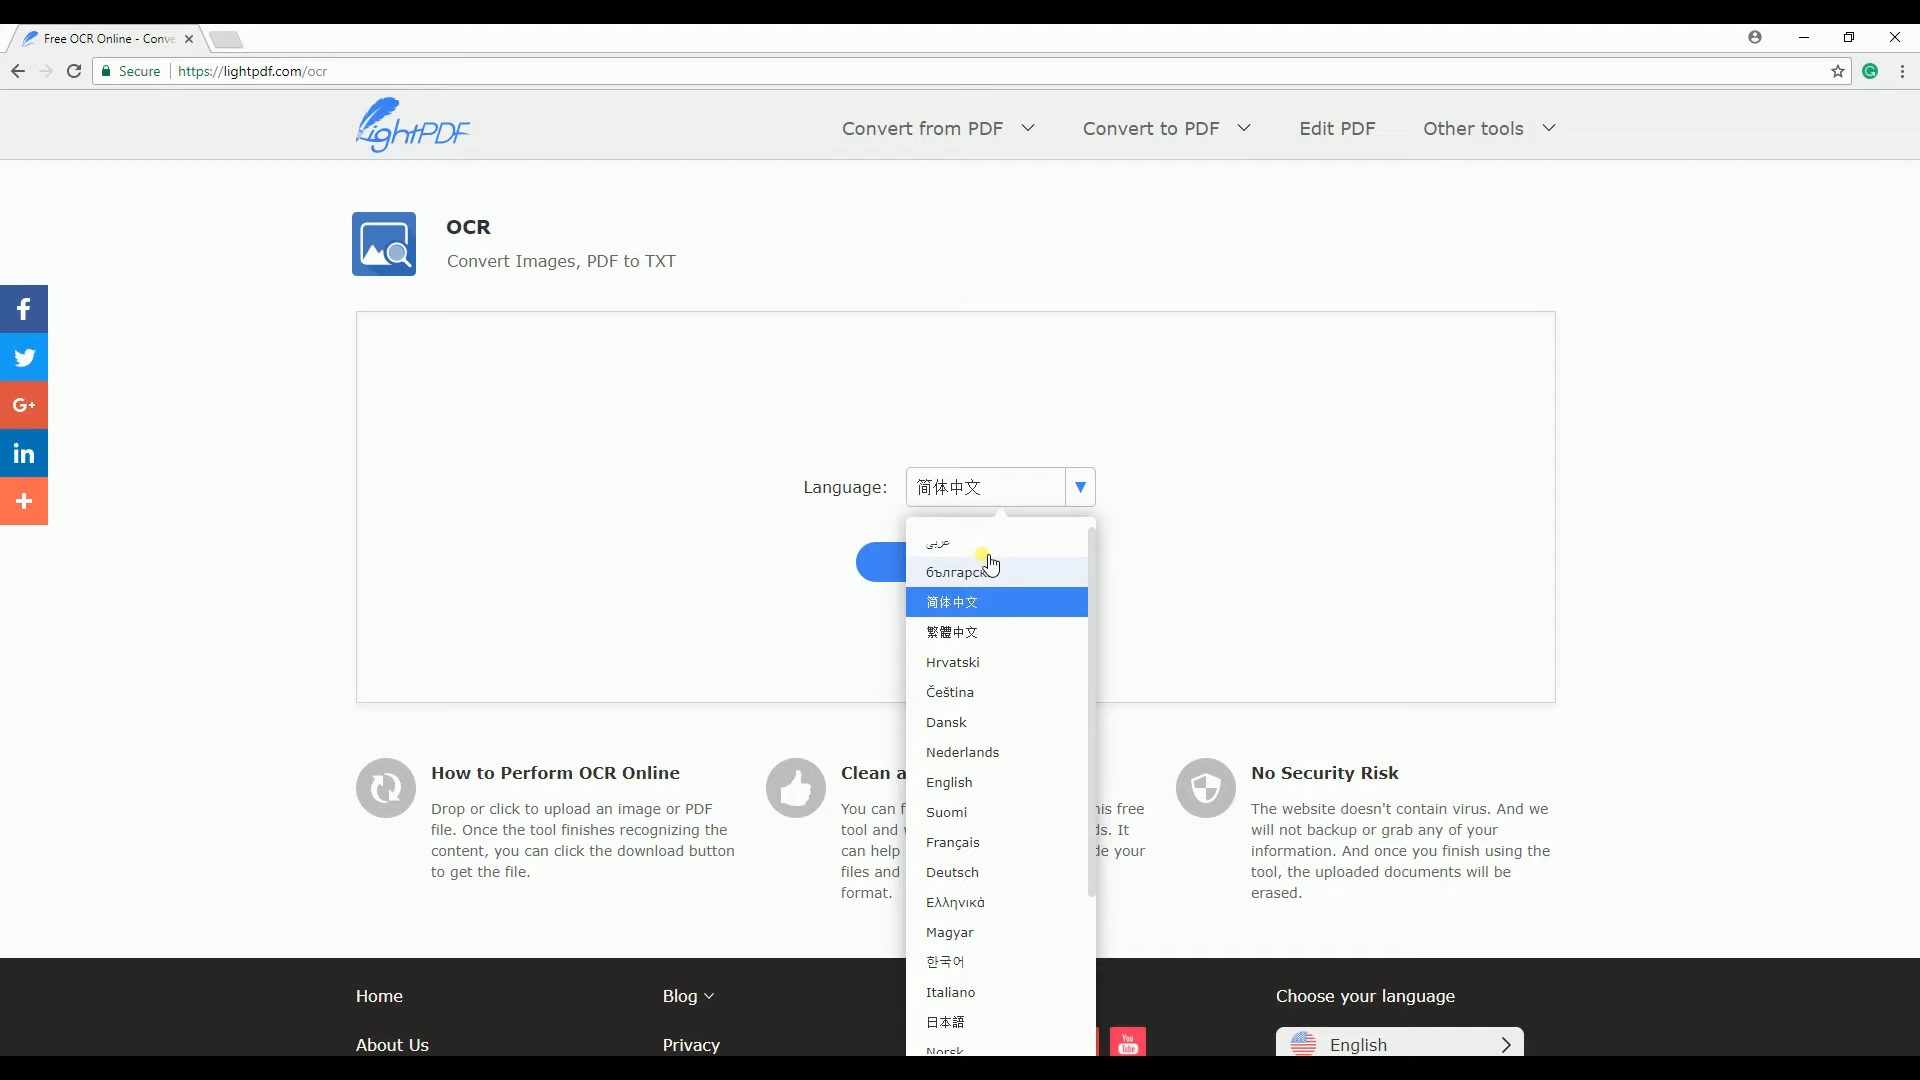 Free OCR Online - Conve
Secure
https://lightpdf.com/ocr
LightPDF
Convert from PDF
Convert to PDF
Edit PDF
Other tools
OCR
Convert Images, PDF to TXT
Language:
简体中文
عربى
българск
简体中文
繁體中文
Hrvatski
Čeština
Dansk
Nederlands
English
Suomi
Français
Deutsch
Ελληνικά
Magyar
한국어
Italiano
日本語
Norsk
How to Perform OCR Online
Drop or click to upload an image or PDF
file. Once the tool finishes recognizing the
content, you can click the download button
to get the file.
Clean a
You can f
his free
tool and
ds. It
can help
de your
files and
format.
No Security Risk
The website doesn't contain virus. And we
will not backup or grab any of your
information. And once you finish using the
tool, the uploaded documents will be
erased.
Home
Blog
Choose your language
About Us
Privacy
You
Tube
English